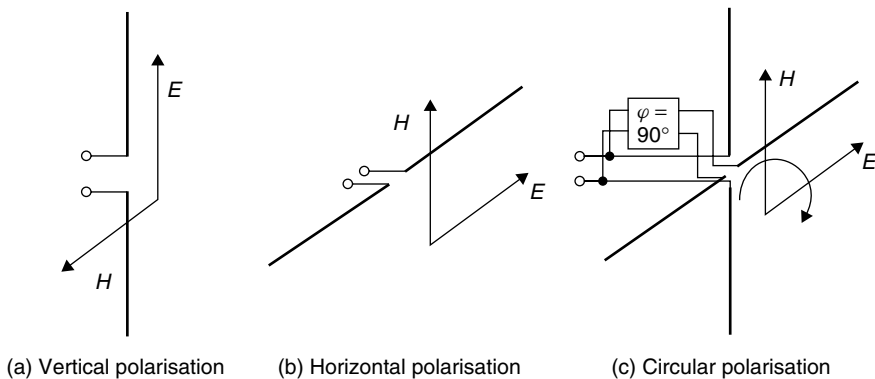 E
H
H
E
φ =
90°
H
E
(a) Vertical polarisation
(b) Horizontal polarisation
(c) Circular polarisation